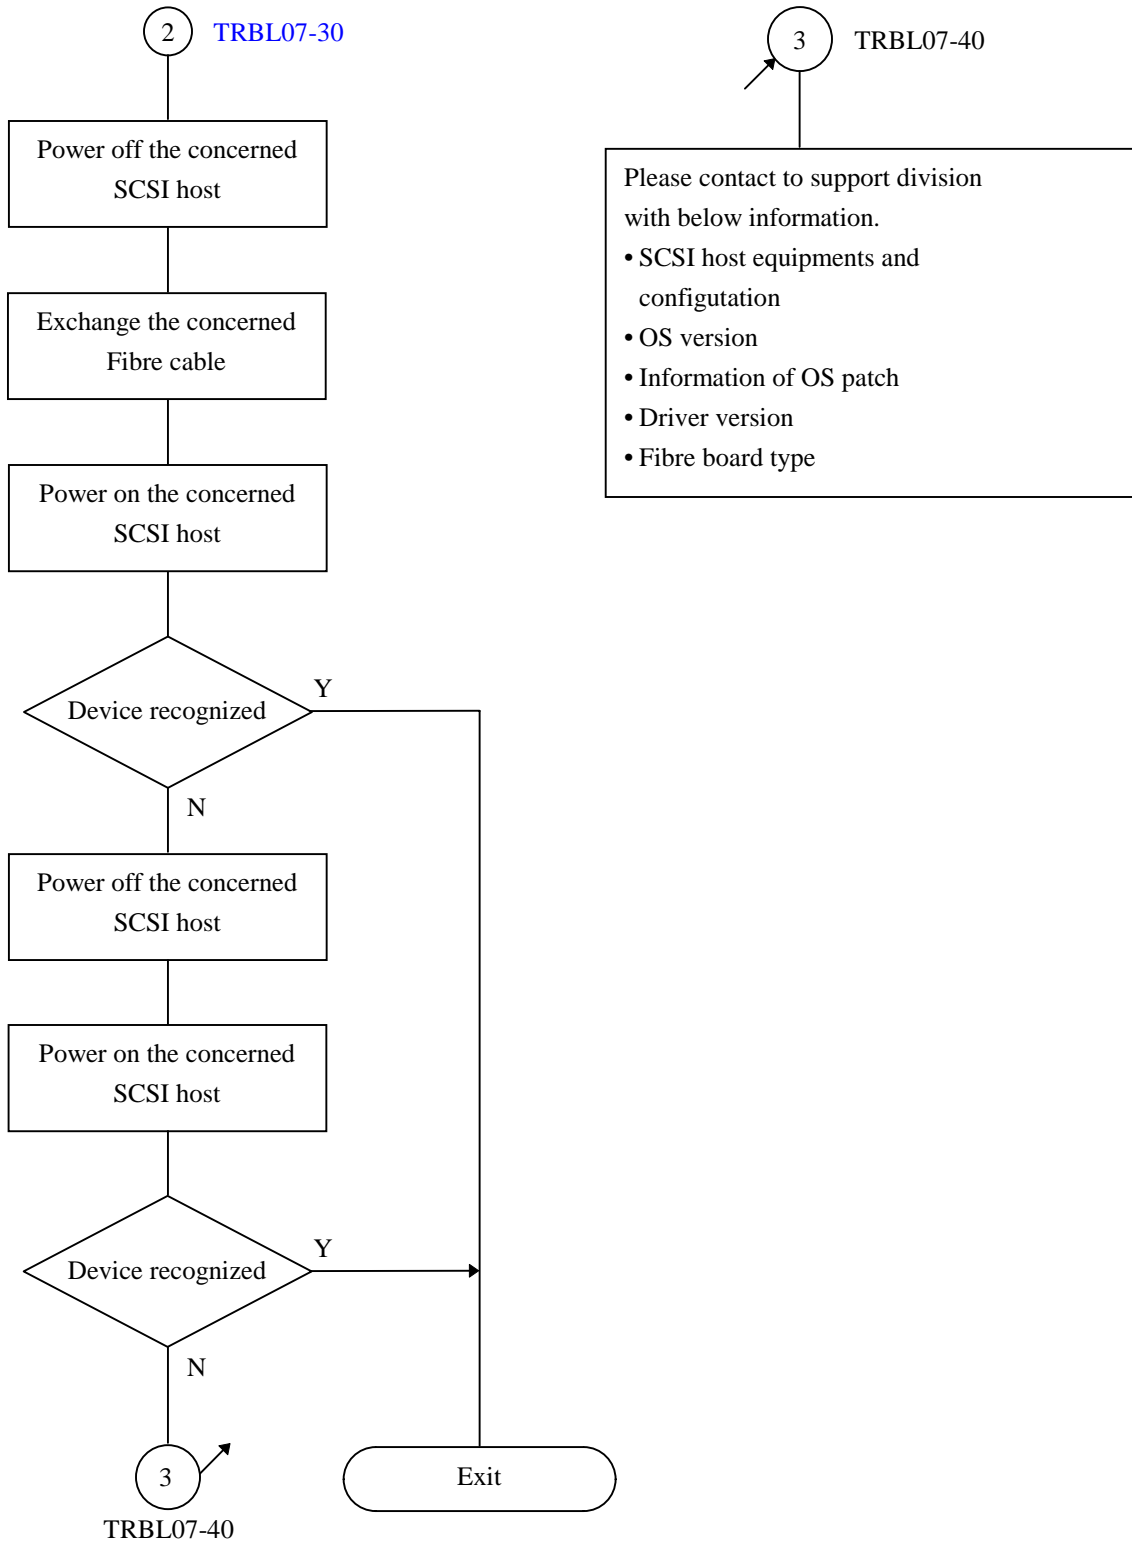 2 TRBL07-30
Power off the concerned
SCSI host
Exchange the concerned
Fibre cable
Power on the concerned
SCSI host
Device recognized
Y
N
Power off the concerned
SCSI host
Power on the concerned
SCSI host
Device recognized
Y
N
3
TRBL07-40
Exit
3 TRBL07-40
Please contact to support division
with below information.
• SCSI host equipments and
configutation
• OS version
• Information of OS patch
• Driver version
• Fibre board type